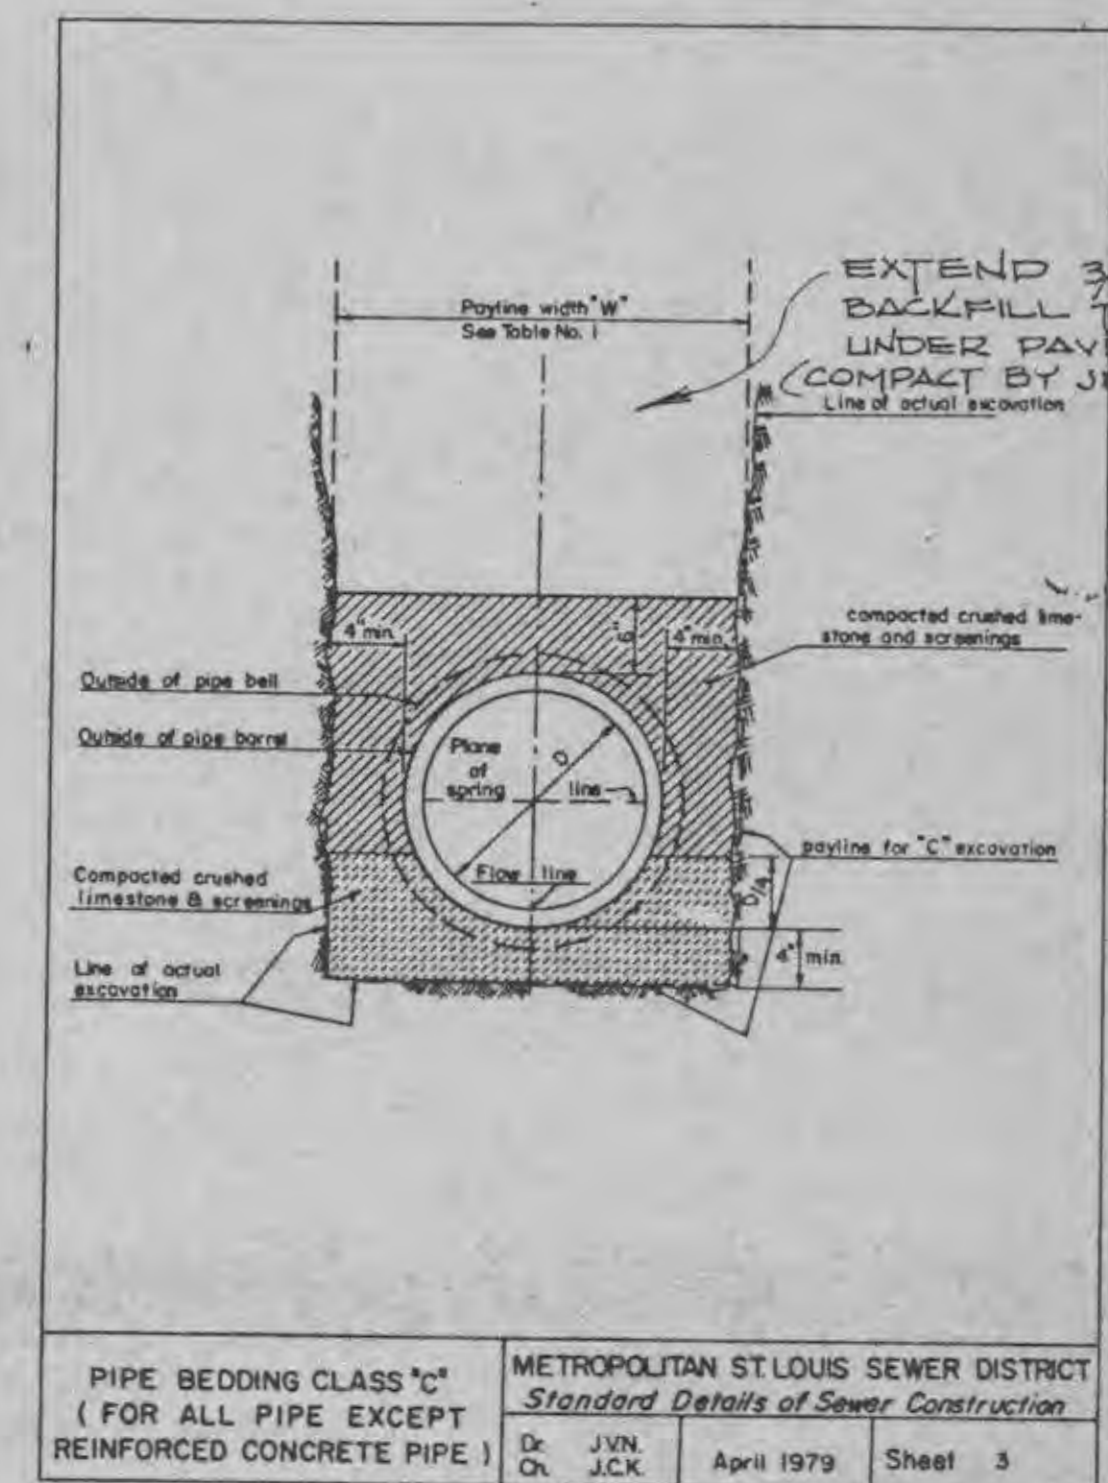 EXTEND 3
BACKFILL T
UNDER PAV
(COMPACT BY J
Payline width "W"
See Table No. 1
Line of actual excavation
4" min.
6"
4" min.
compacted crushed lime-
stone and screenings
Outside of pipe bell
Outside of pipe barrel
Plane
of
spring line
D
payline for "C" excavation
Flow line
D/4
Compacted crushed
limestone & screenings
4" min.
Line of actual
excavation
PIPE BEDDING CLASS "C"
( FOR ALL PIPE EXCEPT
REINFORCED CONCRETE PIPE )
METROPOLITAN ST. LOUIS SEWER DISTRICT
Standard Details of Sewer Construction
Dr. J.V.N.
Ch. J.C.K.
April 1979
Sheet 3